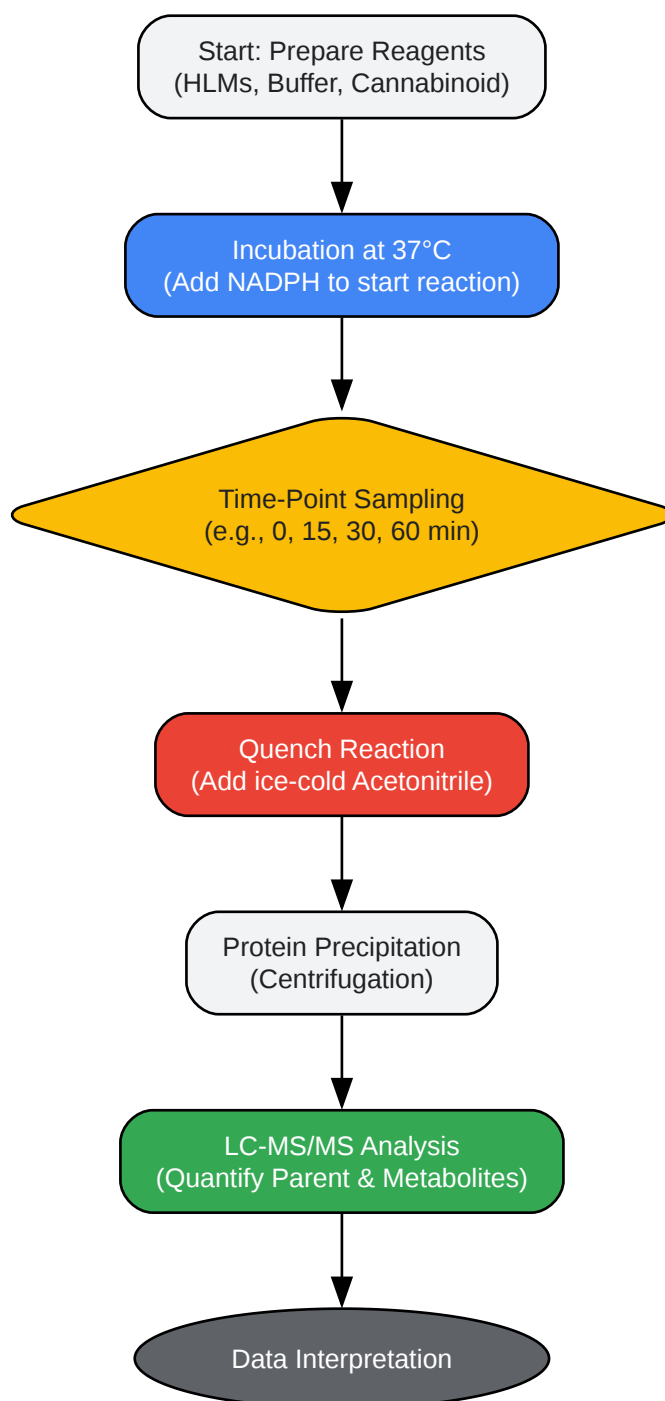 Start: Prepare Reagents
(HLMs, Buffer, Cannabinoid)
Incubation at 37°C
(Add NADPH to start reaction)
Time-Point Sampling
(e.g., 0, 15, 30, 60 min)
Quench Reaction
(Add ice-cold Acetonitrile)
Protein Precipitation
(Centrifugation)
LC-MS/MS Analysis
(Quantify Parent & Metabolites)
Data Interpretation